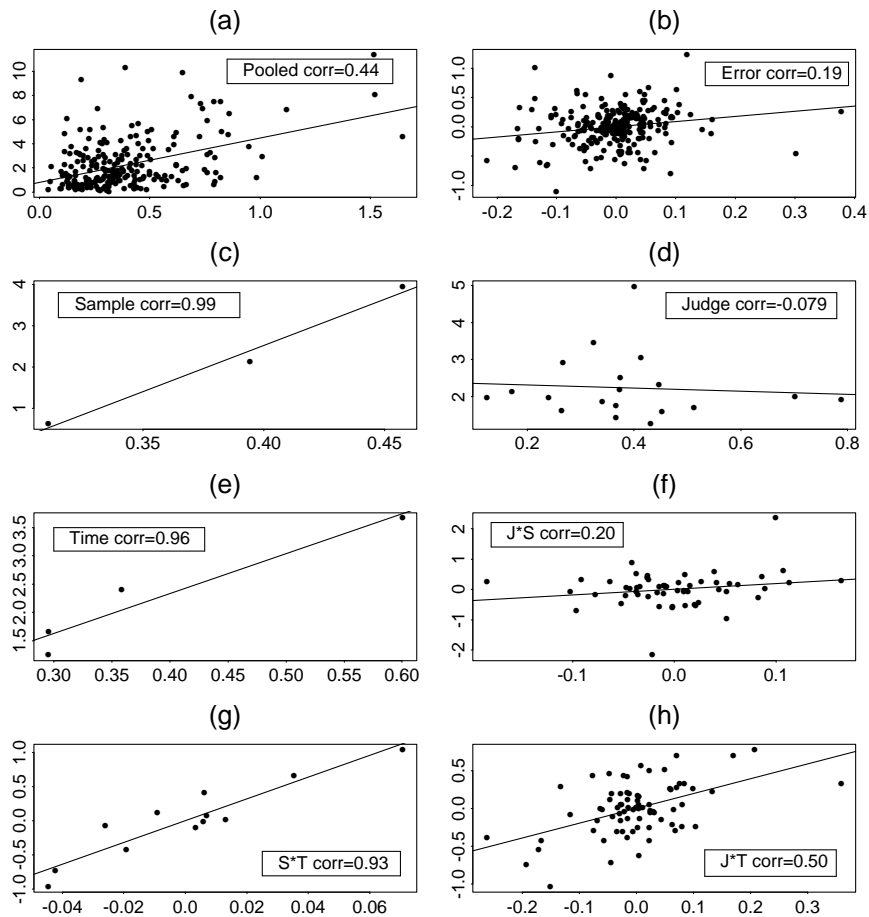 (a)
Pooled corr=0.44
0 2 4 6 8 10
0.0 0.5 1.0 1.5
(b)
Error corr=0.19
-1.0 0.0 0.5 1.0
-0.2 -0.1 0.0 0.1 0.2 0.3 0.4
(c)
Sample corr=0.99
1 2 3 4
0.35 0.40 0.45
(d)
Judge corr=-0.079
2 3 4 5
0.2 0.4 0.6 0.8
(e)
Time corr=0.96
1.5 2.0 2.5 3.0 3.5
0.30 0.35 0.40 0.45 0.50 0.55 0.60
(f)
J*S corr=0.20
-2 -1 0 1 2
-0.1 0.0 0.1
(g)
S*T corr=0.93
-1.0 -0.5 0.0 0.5 1.0
-0.04 -0.02 0.0 0.02 0.04 0.06
(h)
J*T corr=0.50
-1.0 -0.5 0.0 0.5
-0.2 -0.1 0.0 0.1 0.2 0.3